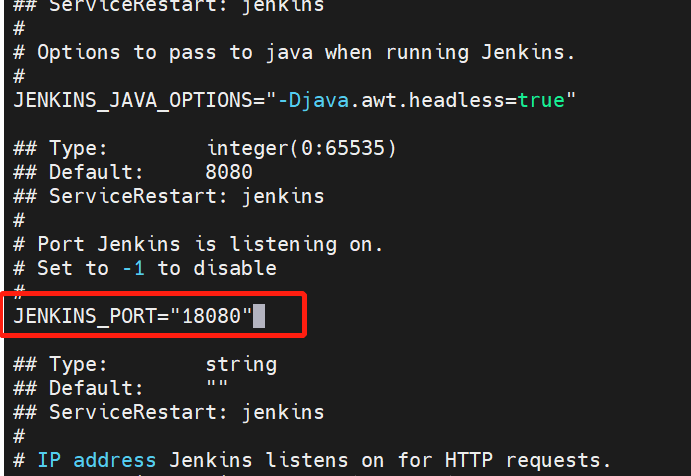 ## ServiceRestart: jenkins
#
# Options to pass to java when running Jenkins.
#
JENKINS_JAVA_OPTIONS="-Djava.awt.headless=true"
## Type:        integer(0:65535)
## Default:     8080
## ServiceRestart: jenkins
#
# Port Jenkins is listening on.
# Set to -1 to disable
#
JENKINS_PORT="18080"
## Type:        string
## Default:     ""
## ServiceRestart: jenkins
#
# IP address Jenkins listens on for HTTP requests.